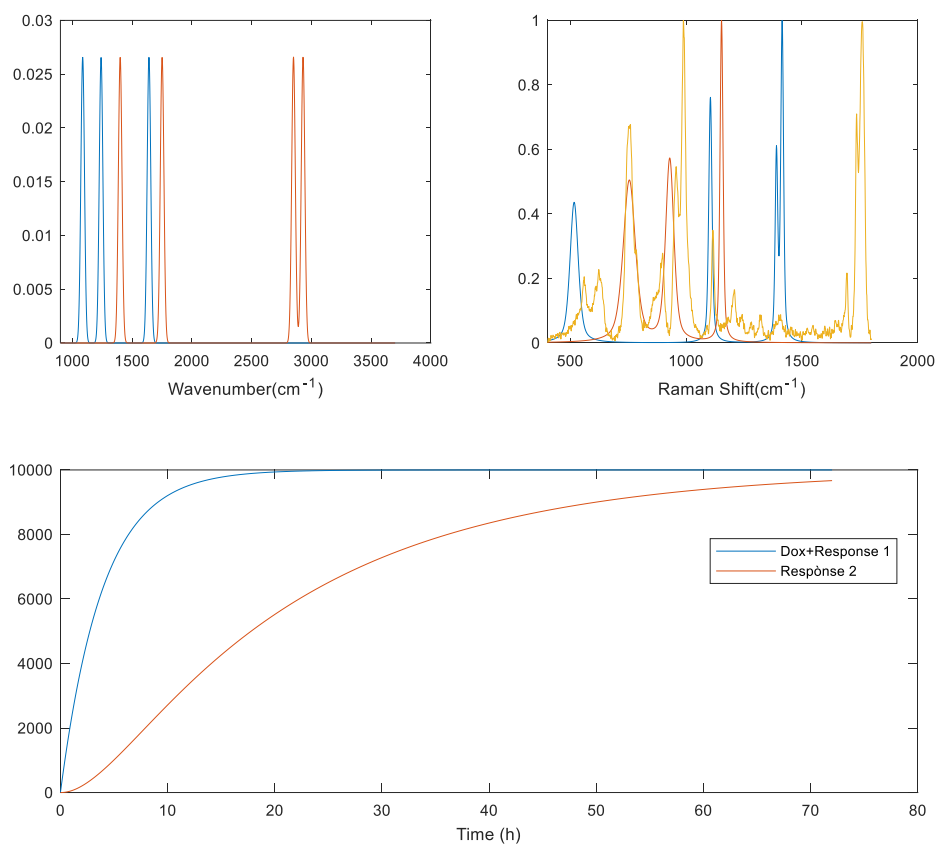 0.03
0.025
0.02
0.015
0.01
0.005
0
1000 1500 2000 2500 3000 3500 4000
Wavenumber(cm-1)
1
0.8
0.6
0.4
0.2
0
500 1000 1500 2000
Raman Shift(cm-1)
10000
8000
6000
4000
2000
0
0 10 20 30 40 50 60 70 80
Time (h)
Dox+Response 1
Respònse 2